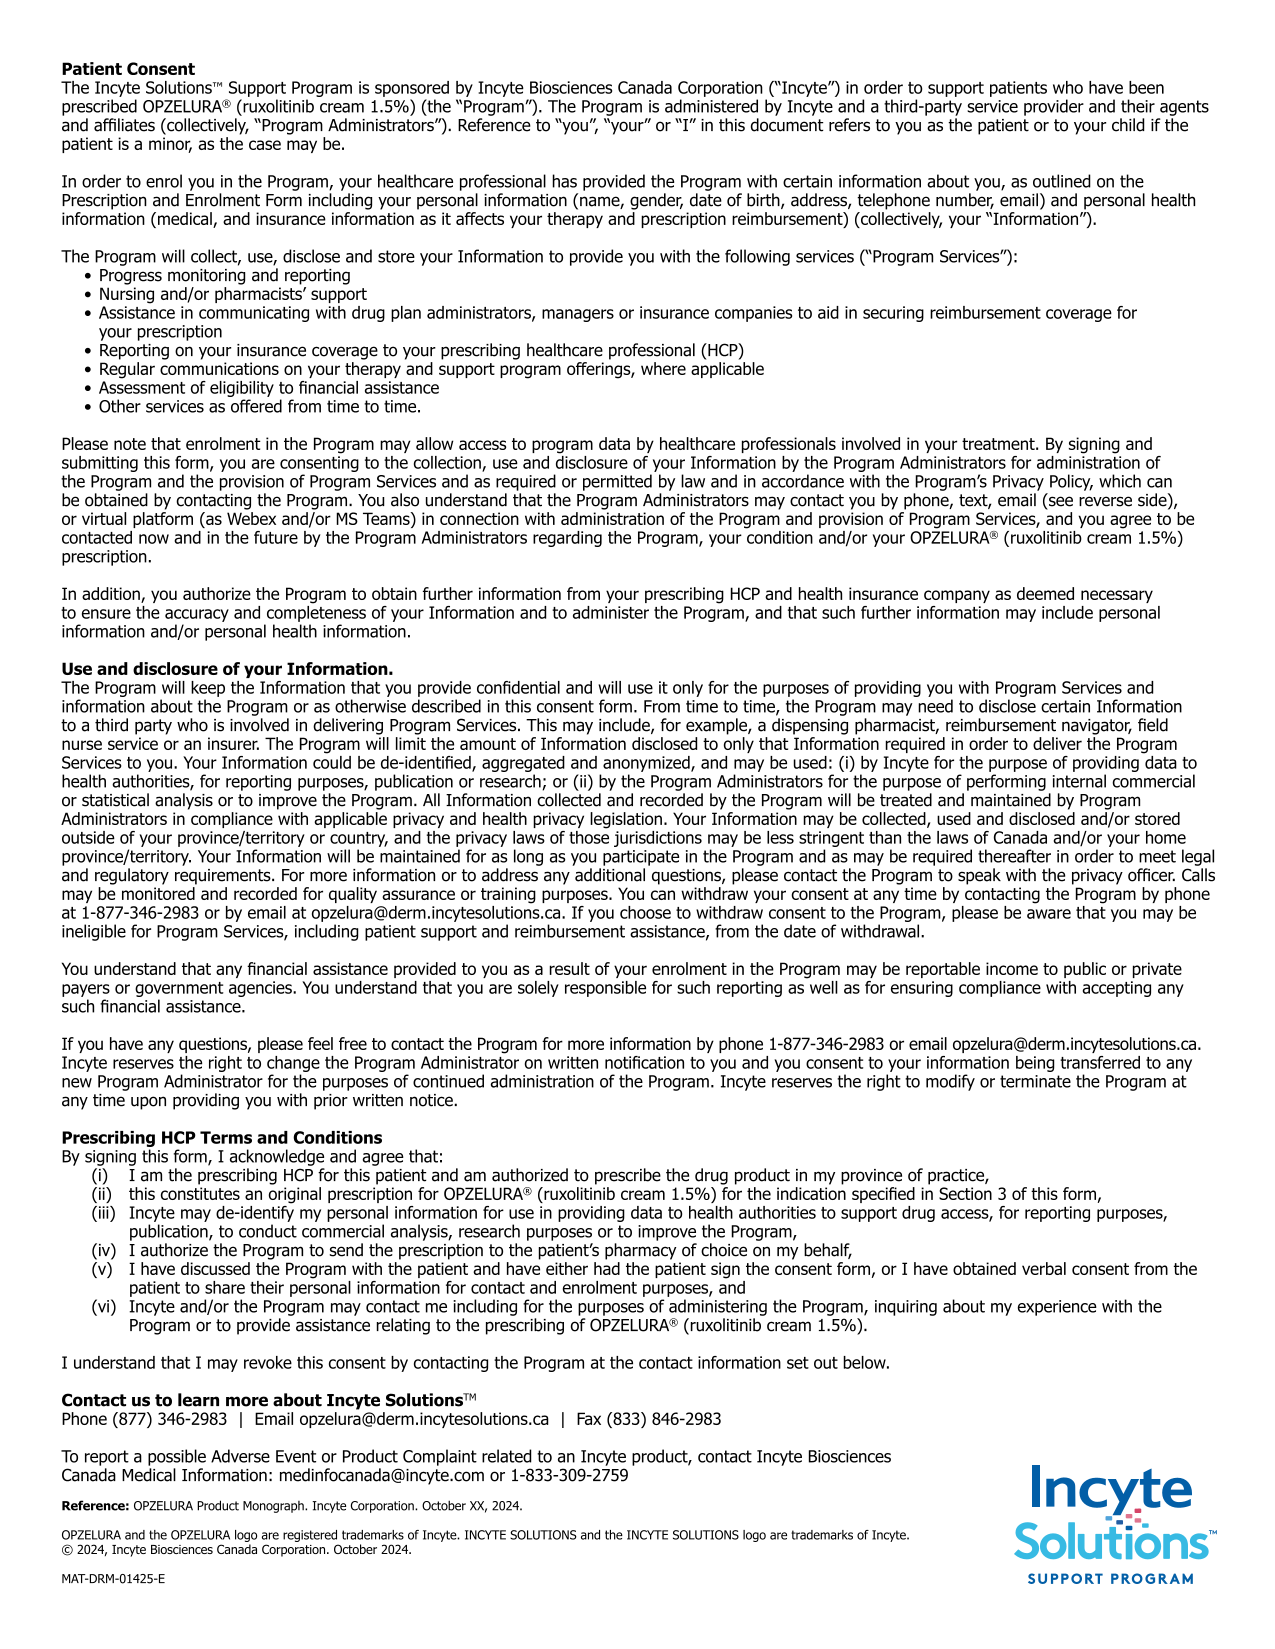 Patient Consent
The Incyte Solutions™ Support Program is sponsored by Incyte Biosciences Canada Corporation (“Incyte”) in order to support patients who have been
prescribed OPZELURA® (ruxolitinib cream 1.5%) (the “Program”). The Program is administered by Incyte and a third-party service provider and their agents
and affiliates (collectively, “Program Administrators”). Reference to “you”, “your” or “I” in this document refers to you as the patient or to your child if the
patient is a minor, as the case may be.
In order to enrol you in the Program, your healthcare professional has provided the Program with certain information about you, as outlined on the
Prescription and Enrolment Form including your personal information (name, gender, date of birth, address, telephone number, email) and personal health
information (medical, and insurance information as it affects your therapy and prescription reimbursement) (collectively, your “Information”).
The Program will collect, use, disclose and store your Information to provide you with the following services (“Program Services”):
• Progress monitoring and reporting
• Nursing and/or pharmacists’ support
• Assistance in communicating with drug plan administrators, managers or insurance companies to aid in securing reimbursement coverage for
your prescription
• Reporting on your insurance coverage to your prescribing healthcare professional (HCP)
• Regular communications on your therapy and support program offerings, where applicable
• Assessment of eligibility to financial assistance
• Other services as offered from time to time.
Please note that enrolment in the Program may allow access to program data by healthcare professionals involved in your treatment. By signing and
submitting this form, you are consenting to the collection, use and disclosure of your Information by the Program Administrators for administration of
the Program and the provision of Program Services and as required or permitted by law and in accordance with the Program’s Privacy Policy, which can
be obtained by contacting the Program. You also understand that the Program Administrators may contact you by phone, text, email (see reverse side),
or virtual platform (as Webex and/or MS Teams) in connection with administration of the Program and provision of Program Services, and you agree to be
contacted now and in the future by the Program Administrators regarding the Program, your condition and/or your OPZELURA® (ruxolitinib cream 1.5%)
prescription.
In addition, you authorize the Program to obtain further information from your prescribing HCP and health insurance company as deemed necessary
to ensure the accuracy and completeness of your Information and to administer the Program, and that such further information may include personal
information and/or personal health information.
Use and disclosure of your Information.
The Program will keep the Information that you provide confidential and will use it only for the purposes of providing you with Program Services and
information about the Program or as otherwise described in this consent form. From time to time, the Program may need to disclose certain Information
to a third party who is involved in delivering Program Services. This may include, for example, a dispensing pharmacist, reimbursement navigator, field
nurse service or an insurer. The Program will limit the amount of Information disclosed to only that Information required in order to deliver the Program
Services to you. Your Information could be de-identified, aggregated and anonymized, and may be used: (i) by Incyte for the purpose of providing data to
health authorities, for reporting purposes, publication or research; or (ii) by the Program Administrators for the purpose of performing internal commercial
or statistical analysis or to improve the Program. All Information collected and recorded by the Program will be treated and maintained by Program
Administrators in compliance with applicable privacy and health privacy legislation. Your Information may be collected, used and disclosed and/or stored
outside of your province/territory or country, and the privacy laws of those jurisdictions may be less stringent than the laws of Canada and/or your home
province/territory. Your Information will be maintained for as long as you participate in the Program and as may be required thereafter in order to meet legal
and regulatory requirements. For more information or to address any additional questions, please contact the Program to speak with the privacy officer. Calls
may be monitored and recorded for quality assurance or training purposes. You can withdraw your consent at any time by contacting the Program by phone
at 1-877-346-2983 or by email at opzelura@derm.incytesolutions.ca. If you choose to withdraw consent to the Program, please be aware that you may be
ineligible for Program Services, including patient support and reimbursement assistance, from the date of withdrawal.
You understand that any financial assistance provided to you as a result of your enrolment in the Program may be reportable income to public or private
payers or government agencies. You understand that you are solely responsible for such reporting as well as for ensuring compliance with accepting any
such financial assistance.
If you have any questions, please feel free to contact the Program for more information by phone 1-877-346-2983 or email opzelura@derm.incytesolutions.ca.
Incyte reserves the right to change the Program Administrator on written notification to you and you consent to your information being transferred to any
new Program Administrator for the purposes of continued administration of the Program. Incyte reserves the right to modify or terminate the Program at
any time upon providing you with prior written notice.
Prescribing HCP Terms and Conditions
By signing this form, I acknowledge and agree that:
(i) I am the prescribing HCP for this patient and am authorized to prescribe the drug product in my province of practice,
(ii) this constitutes an original prescription for OPZELURA® (ruxolitinib cream 1.5%) for the indication specified in Section 3 of this form,
(iii) Incyte may de-identify my personal information for use in providing data to health authorities to support drug access, for reporting purposes,
publication, to conduct commercial analysis, research purposes or to improve the Program,
(iv) I authorize the Program to send the prescription to the patient’s pharmacy of choice on my behalf,
(v) I have discussed the Program with the patient and have either had the patient sign the consent form, or I have obtained verbal consent from the
patient to share their personal information for contact and enrolment purposes, and
(vi) Incyte and/or the Program may contact me including for the purposes of administering the Program, inquiring about my experience with the
Program or to provide assistance relating to the prescribing of OPZELURA® (ruxolitinib cream 1.5%).
I understand that I may revoke this consent by contacting the Program at the contact information set out below.
Contact us to learn more about Incyte Solutions™
Phone (877) 346-2983 | Email opzelura@derm.incytesolutions.ca | Fax (833) 846-2983
To report a possible Adverse Event or Product Complaint related to an Incyte product, contact Incyte Biosciences
Canada Medical Information: medinfocanada@incyte.com or 1-833-309-2759
Reference: OPZELURA Product Monograph. Incyte Corporation. October XX, 2024.
OPZELURA and the OPZELURA logo are registered trademarks of Incyte. INCYTE SOLUTIONS and the INCYTE SOLUTIONS logo are trademarks of Incyte.
© 2024, Incyte Biosciences Canada Corporation. October 2024.
MAT-DRM-01425-E
Incyte
Solutions™
SUPPORT PROGRAM